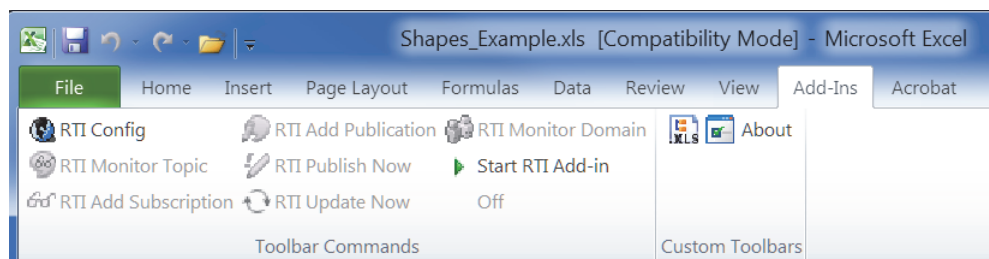 Shapes_Example.xls [Compatibility Mode] - Microsoft Excel
File Home Insert Page Layout Formulas Data Review View Add-Ins Acrobat
RTI Config RTI Add Publication RTI Monitor Domain XLS About
RTI Monitor Topic RTI Publish Now Start RTI Add-in
RTI Add Subscription RTI Update Now Off
Toolbar Commands Custom Toolbars